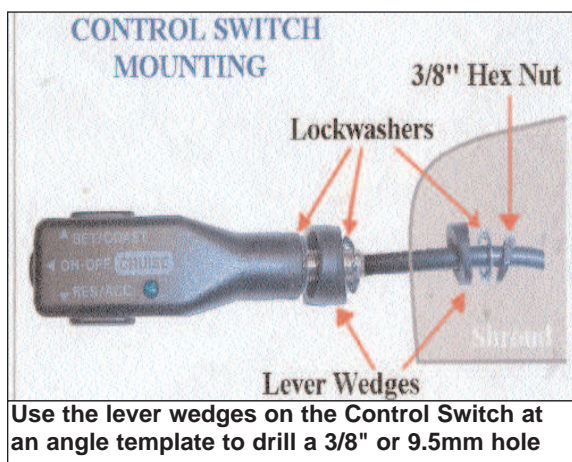 CONTROL SWITCH
MOUNTING
3/8" Hex Nut
Lockwashers
SET/COAST
ON-OFF CRUISE
RES/ACC
Shroud
Lever Wedges
Use the lever wedges on the Control Switch at
an angle template to drill a 3/8" or 9.5mm hole